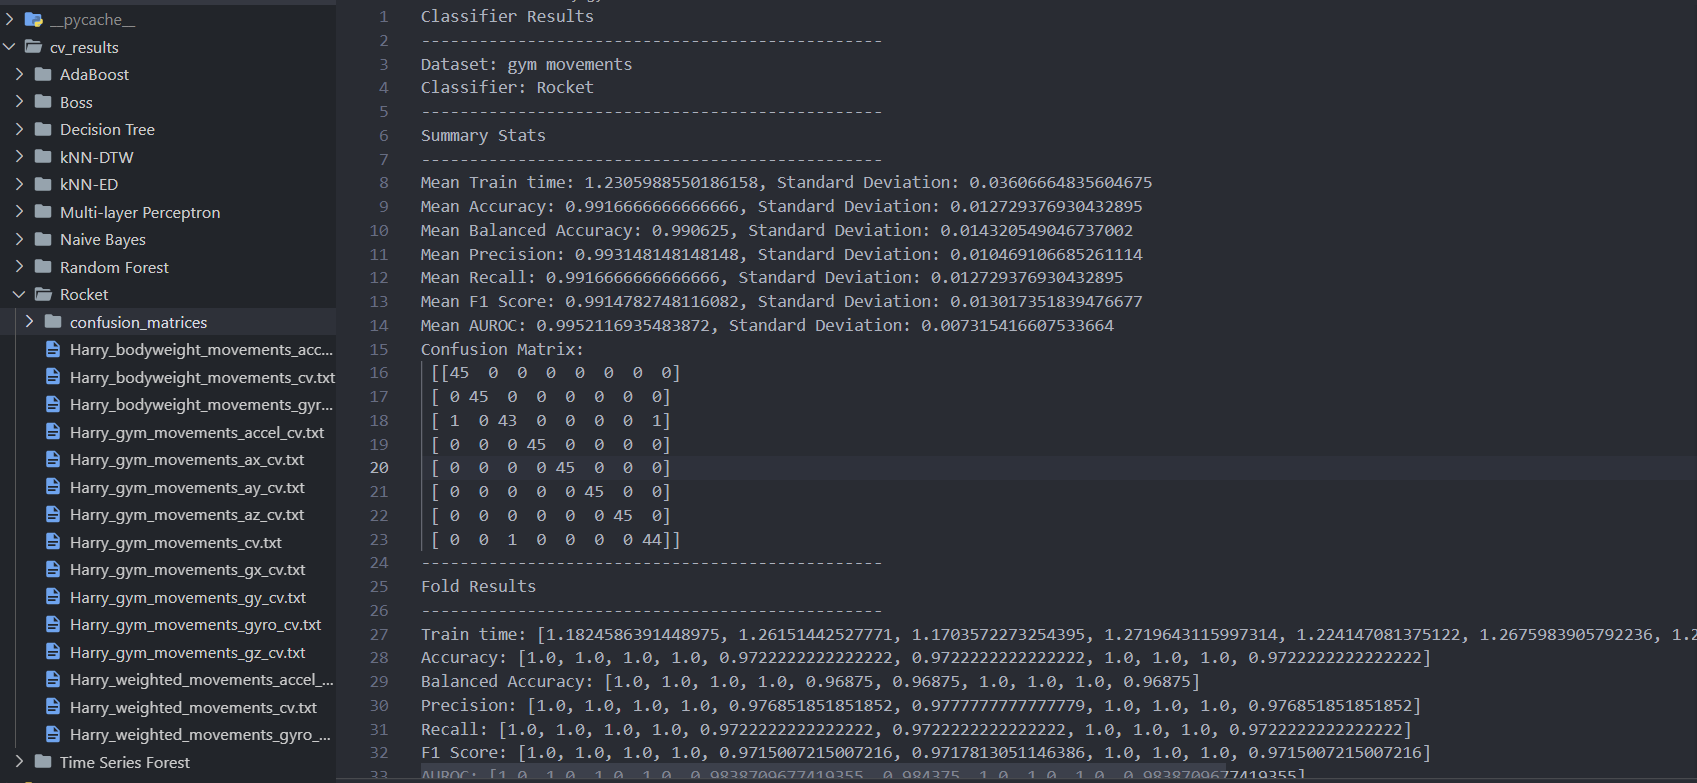 __pycache__
cv_results
AdaBoost
Boss
Decision Tree
kNN-DTW
kNN-ED
Multi-layer Perceptron
Naive Bayes
Random Forest
Rocket
confusion_matrices
Harry_bodyweight_movements_acc...
Harry_bodyweight_movements_cv.txt
Harry_bodyweight_movements_gyr...
Harry_gym_movements_accel_cv.txt
Harry_gym_movements_ax_cv.txt
Harry_gym_movements_ay_cv.txt
Harry_gym_movements_az_cv.txt
Harry_gym_movements_cv.txt
Harry_gym_movements_gx_cv.txt
Harry_gym_movements_gy_cv.txt
Harry_gym_movements_gyro_cv.txt
Harry_gym_movements_gz_cv.txt
Harry_weighted_movements_accel_...
Harry_weighted_movements_cv.txt
Harry_weighted_movements_gyro_...
Time Series Forest
1 Classifier Results
2 ------------------------------------------------
3 Dataset: gym movements
4 Classifier: Rocket
5 ------------------------------------------------
6 Summary Stats
7 ------------------------------------------------
8 Mean Train time: 1.2305988550186158, Standard Deviation: 0.03606664835604675
9 Mean Accuracy: 0.9916666666666666, Standard Deviation: 0.012729376930432895
10 Mean Balanced Accuracy: 0.990625, Standard Deviation: 0.014320549046737002
11 Mean Precision: 0.993148148148148, Standard Deviation: 0.010469106685261114
12 Mean Recall: 0.9916666666666666, Standard Deviation: 0.012729376930432895
13 Mean F1 Score: 0.9914782748116082, Standard Deviation: 0.013017351839476677
14 Mean AUROC: 0.9952116935483872, Standard Deviation: 0.007315416607533664
15 Confusion Matrix:
16 [[45 0 0 0 0 0 0 0]
17 [ 0 45 0 0 0 0 0 0]
18 [ 1 0 43 0 0 0 0 1]
19 [ 0 0 0 45 0 0 0 0]
20 [ 0 0 0 0 45 0 0 0]
21 [ 0 0 0 0 0 45 0 0]
22 [ 0 0 0 0 0 0 45 0]
23 [ 0 0 1 0 0 0 0 44]]
24 ------------------------------------------------
25 Fold Results
26 ------------------------------------------------
27 Train time: [1.1824586391448975, 1.26151442527771, 1.1703572273254395, 1.2719643115997314, 1.224147081375122, 1.2675983905792236, 1.2
28 Accuracy: [1.0, 1.0, 1.0, 1.0, 0.9722222222222222, 0.9722222222222222, 1.0, 1.0, 1.0, 0.9722222222222222]
29 Balanced Accuracy: [1.0, 1.0, 1.0, 1.0, 0.96875, 0.96875, 1.0, 1.0, 1.0, 0.96875]
30 Precision: [1.0, 1.0, 1.0, 1.0, 0.976851851851852, 0.9777777777777779, 1.0, 1.0, 1.0, 0.976851851851852]
31 Recall: [1.0, 1.0, 1.0, 1.0, 0.9722222222222222, 0.9722222222222222, 1.0, 1.0, 1.0, 0.9722222222222222]
32 F1 Score: [1.0, 1.0, 1.0, 1.0, 0.9715007215007216, 0.9717813051146386, 1.0, 1.0, 1.0, 0.9715007215007216]
33 AUROC: [1.0, 1.0, 1.0, 1.0, 0.9838709677419355, 0.984375, 1.0, 1.0, 1.0, 0.9838709677419355]